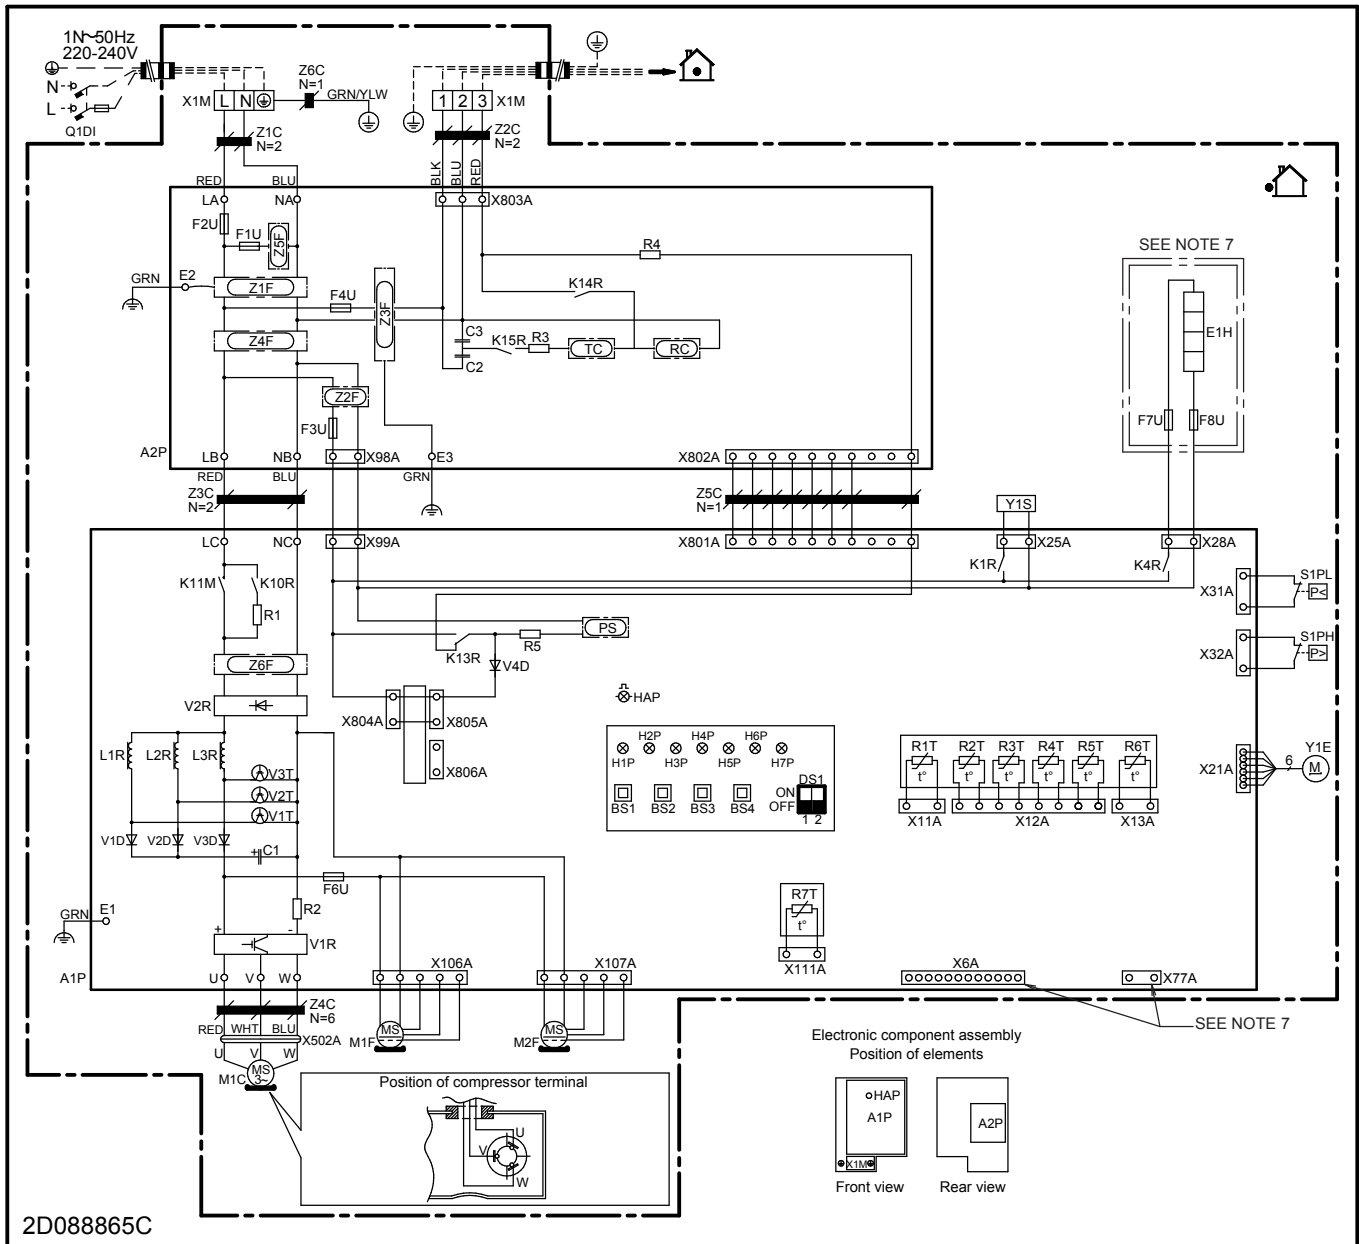 1N~50Hz
220-240V
N
L
Q1DI
X1M L N
Z6C
N=1
GRN/YLW
1 2 3 X1M
Z1C
N=2
Z2C
N=2
RED BLU
BLK BLU RED
LA NA
X803A
F2U
F1U
Z5F
GRN E2
Z1F
F4U
Z3F
Z4F
R4
K14R
C3
K15R R3 TC RC
C2
Z2F
F3U
A2P
LB NB X98A E3
X802A
RED BLU GRN
Z3C
N=2
Z5C
N=1
SEE NOTE 7
E1H
F7U F8U
Y1S
LC NC X99A
X801A
X25A
X28A
K11M K10R
R1
K1R
K4R
X31A
S1PL
P<
X32A
S1PH
P>
Z6F
PS
R5
K13R V4D
V2R
X804A X805A
X806A
HAP
L1R L2R L3R
V3T
V2T
V1T
V1D V2D V3D
+ C1
F6U
R2
H2P H4P H6P
H1P H3P H5P H7P
BS1 BS2 BS3 BS4
DS1
ON
OFF
1 2
R1T R2T R3T R4T R5T R6T
t° t° t° t° t° t°
X11A X12A X13A
X21A
6
Y1E
M
GRN E1
+ -
V1R
R7T
t°
X111A
A1P
U V W
X106A
X107A
X6A
X77A
SEE NOTE 7
Z4C
N=6
RED WHT BLU
X502A
U V W
M1C
MS
3~
M1F
MS
M2F
MS
Position of compressor terminal
U
V
W
Electronic component assembly
Position of elements
HAP
A1P
X1M
A2P
Front view
Rear view
2D088865C